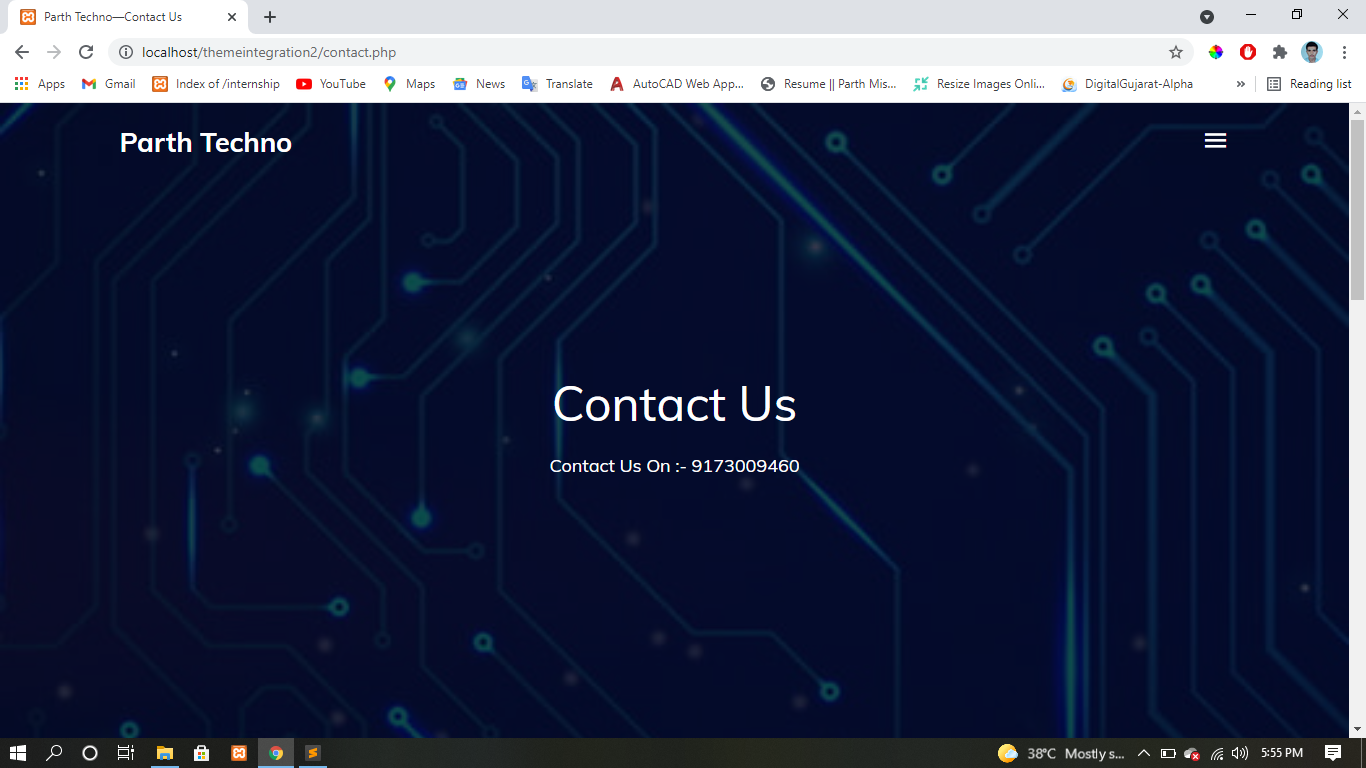 Parth Techno—Contact Us
localhost/themeintegration2/contact.php
Apps Gmail Index of /internship YouTube Maps News Translate AutoCAD Web App... Resume || Parth Mis... Resize Images Onli... DigitalGujarat-Alpha » Reading list
Parth Techno
Contact Us
Contact Us On :- 9173009460
38°C Mostly s... 5:55 PM